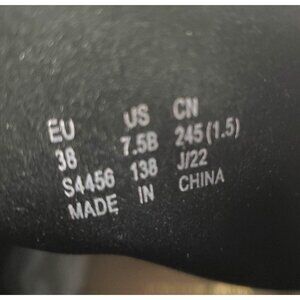 EU US CN
38 7.5B 245(1.5)
S4456 138 J/22
MADE IN CHINA